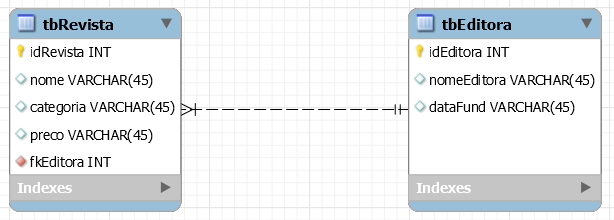 tbRevista
idRevista INT
nome VARCHAR(45)
categoria VARCHAR(45)
preco VARCHAR(45)
fkEditora INT
Indexes
tbEditora
idEditora INT
nomeEditora VARCHAR(45)
dataFund VARCHAR(45)
Indexes